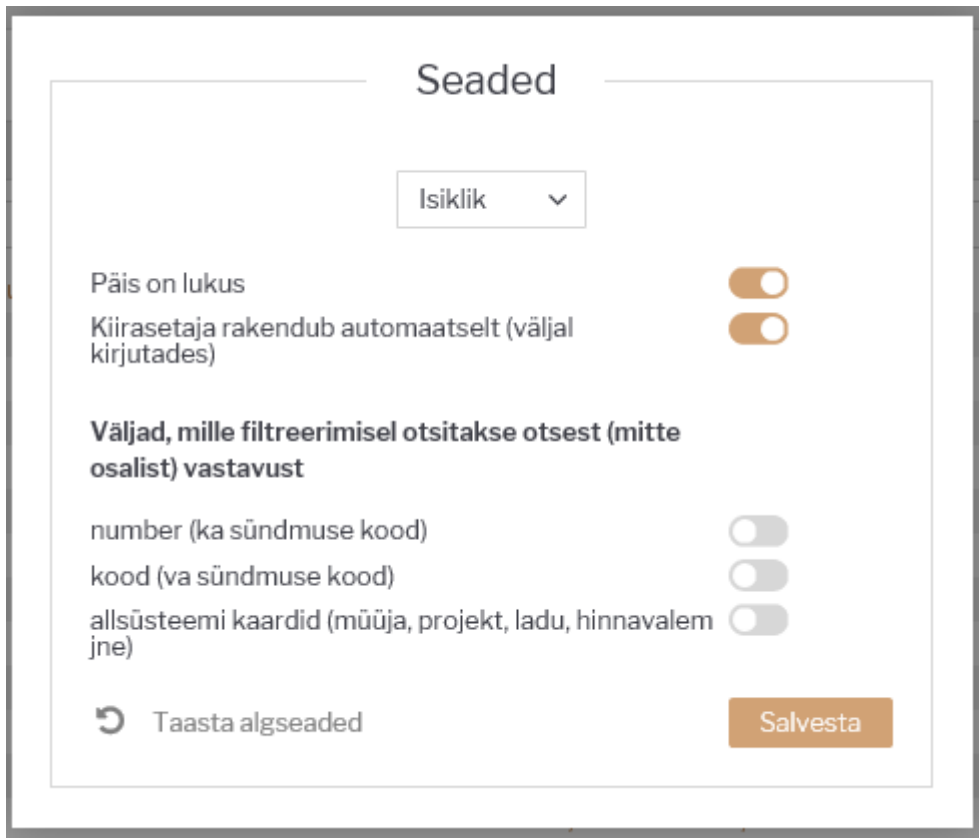 Seaded
Isiklik
Päis on lukus
Kiirasetaja rakendub automaatselt (väljal
kirjutades)
Väljad, mille filtreerimisel otsitakse otsest (mitte
osalist) vastavust
number (ka sündmuse kood)
kood (va sündmuse kood)
allsüsteemi kaardid (müüja, projekt, ladu, hinnavalem
jne)
Taasta algseaded
Salvesta